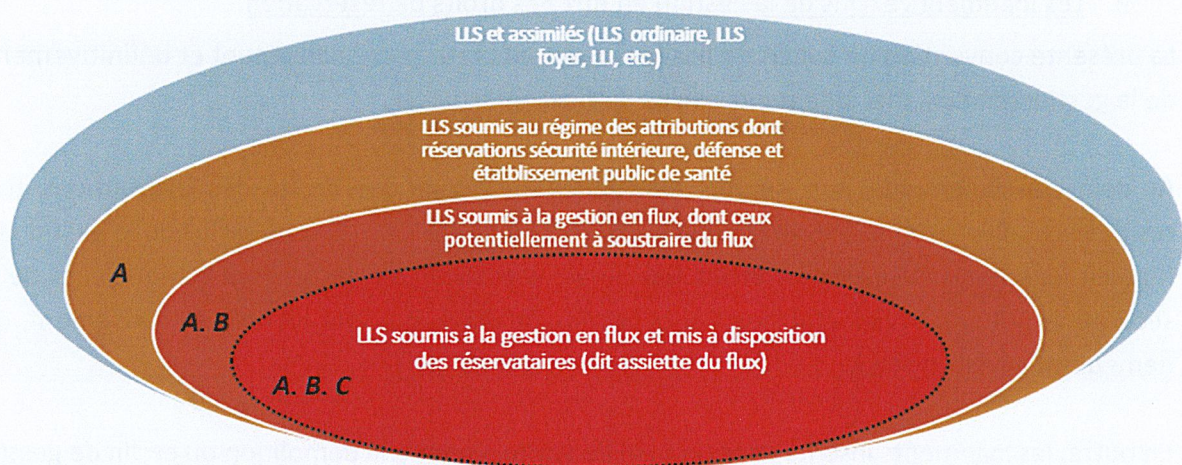 LLS et assimilés (LLS ordinaire, LLS
foyer, LLI, etc.)
LLS soumis au régime des attributions dont
réservations sécurité intérieure, défense et
étatblissement public de santé
LLS soumis à la gestion en flux, dont ceux
potentiellement à soustraire du flux
A
A. B
LLS soumis à la gestion en flux et mis à disposition
des réservataires (dit assiette du flux)
A. B. C